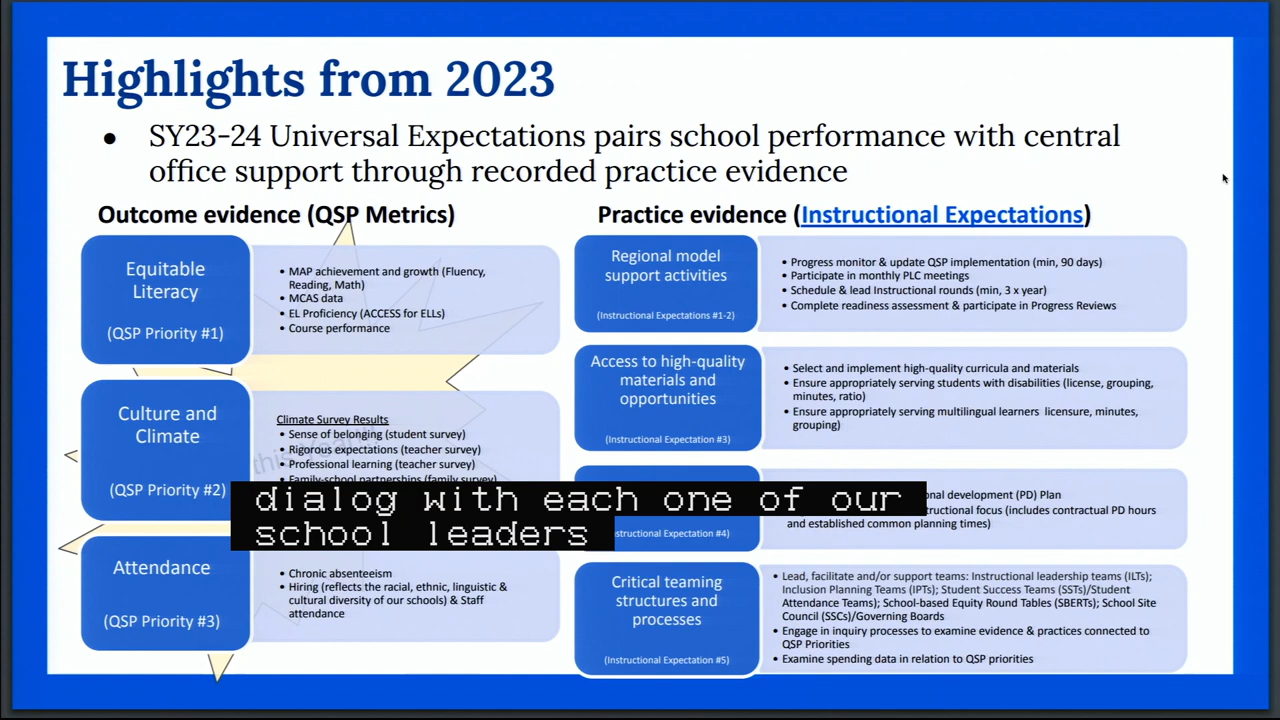 Highlights from 2023
● SY23-24 Universal Expectations pairs school performance with central
office support through recorded practice evidence
Outcome evidence (QSP Metrics)
Equitable
Literacy
(QSP Priority #1)
• MAP achievement and growth (Fluency,
Reading, Math)
• MCAS data
• EL Proficiency (ACCESS for ELLs)
• Course performance
Culture and
Climate
(QSP Priority #2)
Climate Survey Results
• Sense of belonging (student survey)
• Rigorous expectations (teacher survey)
• Professional learning (teacher survey)
• Family-school partnerships (family survey)
Attendance
(QSP Priority #3)
• Chronic absenteeism
• Hiring (reflects the racial, ethnic, linguistic &
cultural diversity of our schools) & Staff
attendance
Practice evidence (Instructional Expectations)
Regional model
support activities
(Instructional Expectations #1-2)
• Progress monitor & update QSP implementation (min, 90 days)
• Participate in monthly PLC meetings
• Schedule & lead Instructional rounds (min, 3 x year)
• Complete readiness assessment & participate in Progress Reviews
Access to high-quality
materials and
opportunities
(Instructional Expectation #3)
• Select and implement high-quality curricula and materials
• Ensure appropriately serving students with disabilities (license, grouping,
minutes, ratio)
• Ensure appropriately serving multilingual learners licensure, minutes,
grouping)
#4)
development (PD) Plan
focus (includes contractual PD hours
and established common planning times)
Critical teaming
structures and
processes
(Instructional Expectation #5)
• Lead, facilitate and/or support teams: Instructional leadership teams (ILTs);
Inclusion Planning Teams (IPTs); Student Success Teams (SSTs)/Student
Attendance Teams); School-based Equity Round Tables (SBERTs); School Site
Council (SSCs)/Governing Boards
• Engage in inquiry processes to examine evidence & practices connected to
QSP Priorities
• Examine spending data in relation to QSP priorities
dialog with each one of our
school leaders